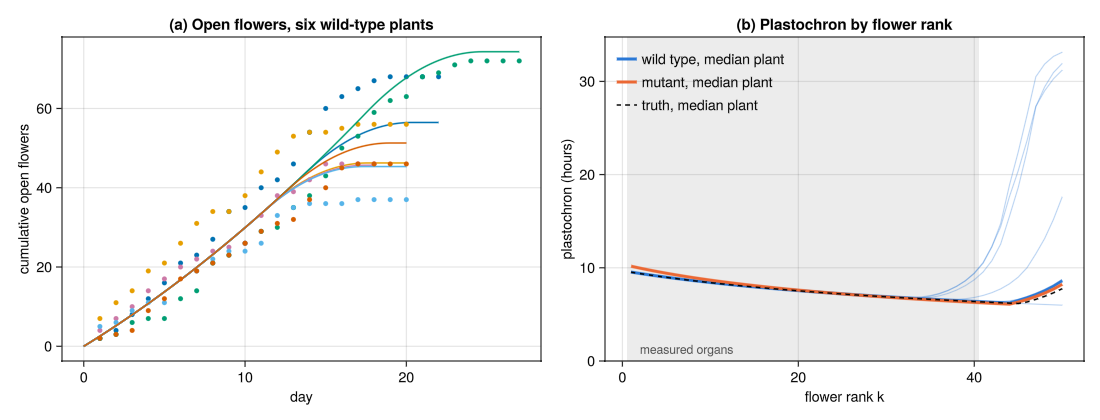 (a) Open flowers, six wild-type plants
cumulative open flowers
60
40
20
0
0
10
20
day
(b) Plastochron by flower rank
plastochron (hours)
30
20
10
0
wild type, median plant
mutant, median plant
truth, median plant
measured organs
0
20
40
flower rank k